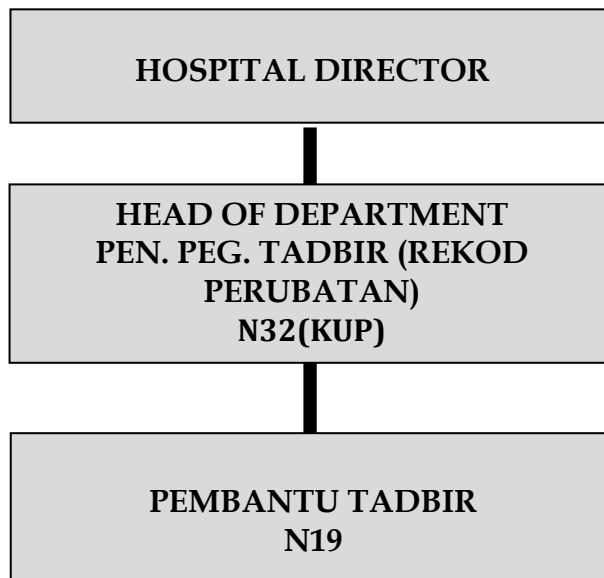 HOSPITAL DIRECTOR
HEAD OF DEPARTMENT
PEN. PEG. TADBIR (REKOD
PERUBATAN)
N32(KUP)
PEMBANTU TADBIR
N19